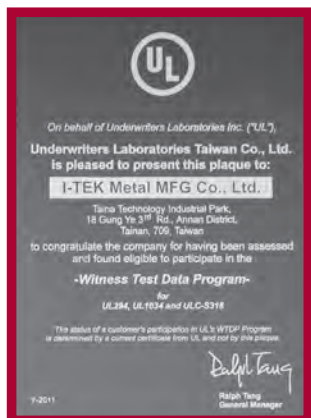 UL
On behalf of Underwriters Laboratories Inc. ("UL"),
Underwriters Laboratories Taiwan Co., Ltd.
is pleased to present this plaque to:
I-TEK Metal MFG Co., Ltd.
Taina Technology Industrial Park,
18 Gung Ye 3rd Rd., Annan District,
Tainan, 709, Taiwan
to congratulate the company for having been assessed
and found eligible to participate in the
-Witness Test Data Program-
for
UL294, UL1034 and ULC-S318
The status of a customer's participation in UL's WTDP Program
is determined by a current certificate from UL and not by this plaque.
Ralph Tang
Ralph Tang
General Manager
Y-2011